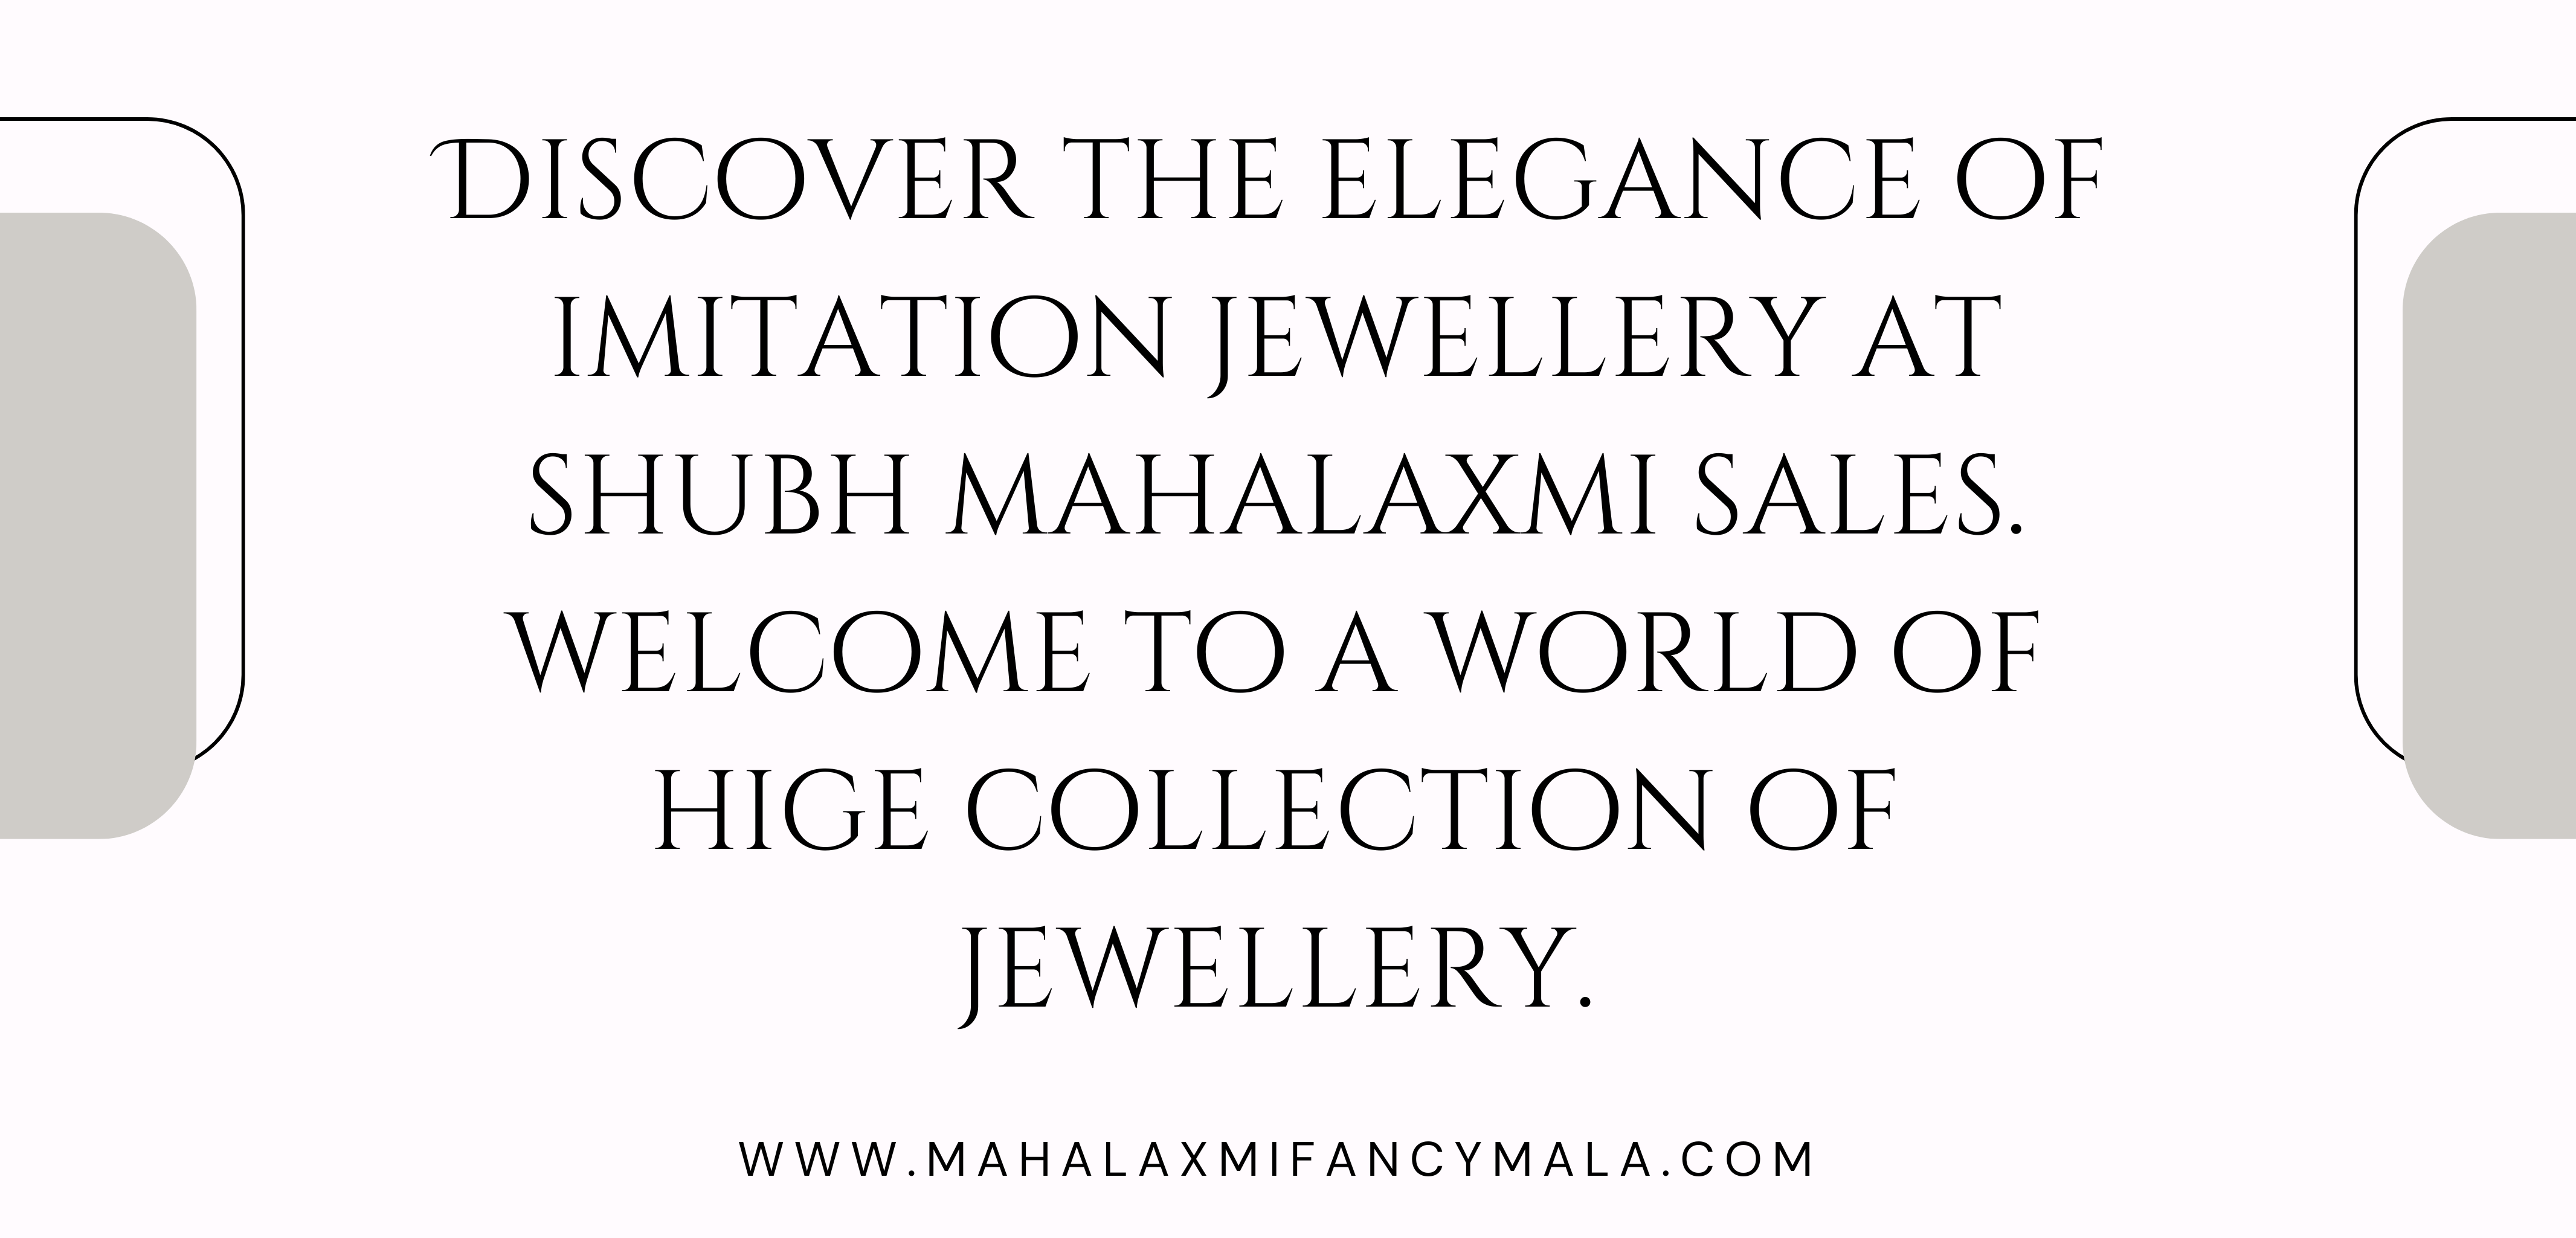 DISCOVER THE ELEGANCE OF
IMITATION JEWELLERY AT
SHUBH MAHALAXMI SALES.
WELCOME TO A WORLD OF
HIGE COLLECTION OF
JEWELLERY.
WWW.MAHALAXMIFANCYMALA.COM